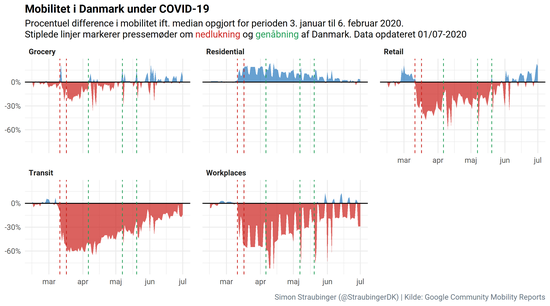 Mobilitet i Danmark under COVID-19
Procentuel difference i mobilitet ift. median opgjort for perioden 3. januar til 6. februar 2020.
Stiplede linjer markerer pressemøder om nedlukning og genåbning af Danmark. Data opdateret 01/07-2020
Grocery
Residential
Retail
0%
-30%
-60%
0%
-30%
-60%
mar apr maj jun jul
Transit
Workplaces
0%
-30%
-60%
mar apr maj jun jul
mar apr maj jun jul
Simon Straubinger (@StraubingerDK) | Kilde: Google Community Mobility Reports